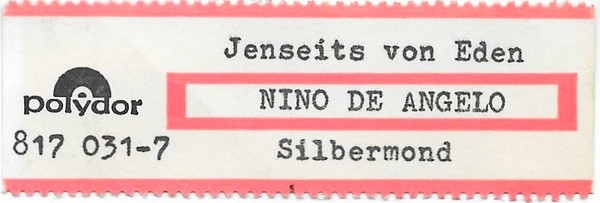 Jenseits von Eden
polydor
NINO DE ANGELO
817 031-7
Silbermond